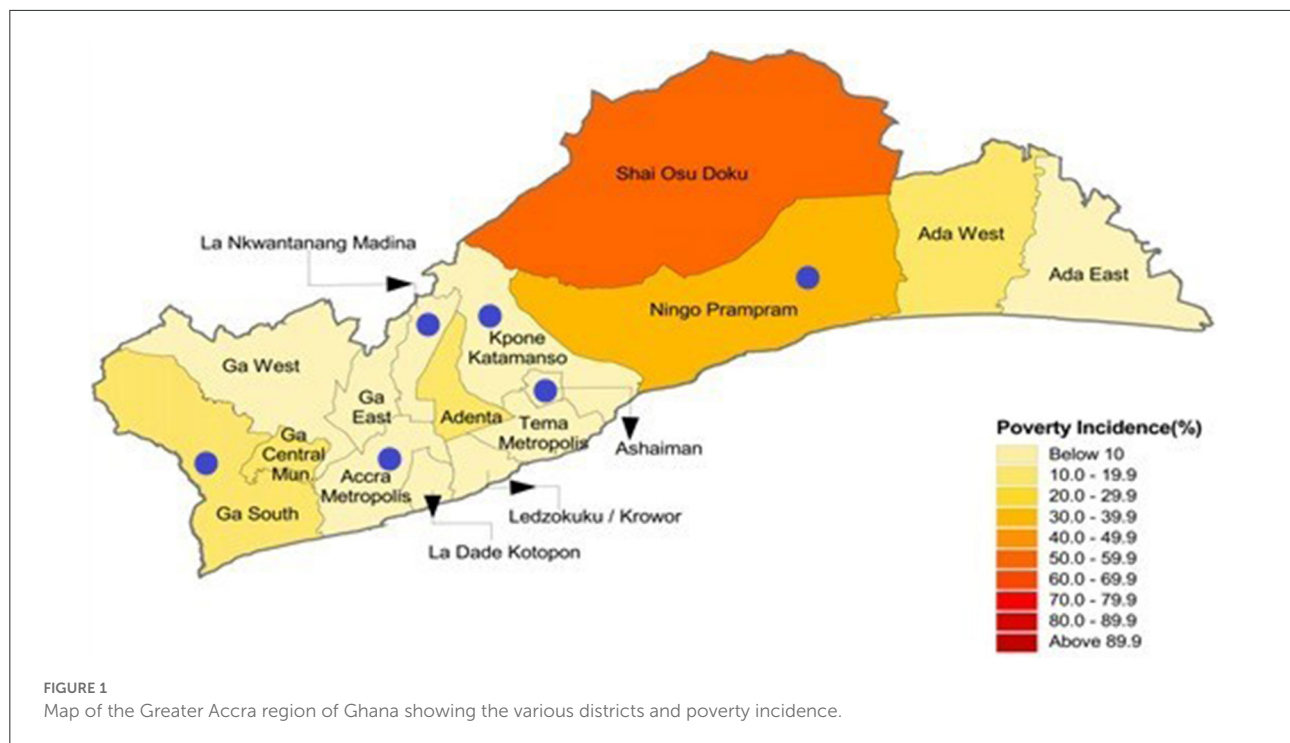 Shai Osu Doku
La Nkwantanang Madina
Ada West
Ada East
Ningo Prampram
Kpone
Katamanso
Ga West
Ga
East
Adenta
Tema
Metropolis
Ashaiman
Ga
Central
Mun.
Accra
Metropolis
Ga South
Ledzokuku / Krowor
La Dade Kotopon
Poverty Incidence(%)
Below 10
10.0 - 19.9
20.0 - 29.9
30.0 - 39.9
40.0 - 49.9
50.0 - 59.9
60.0 - 69.9
70.0 - 79.9
80.0 - 89.9
Above 89.9
FIGURE 1
Map of the Greater Accra region of Ghana showing the various districts and poverty incidence.